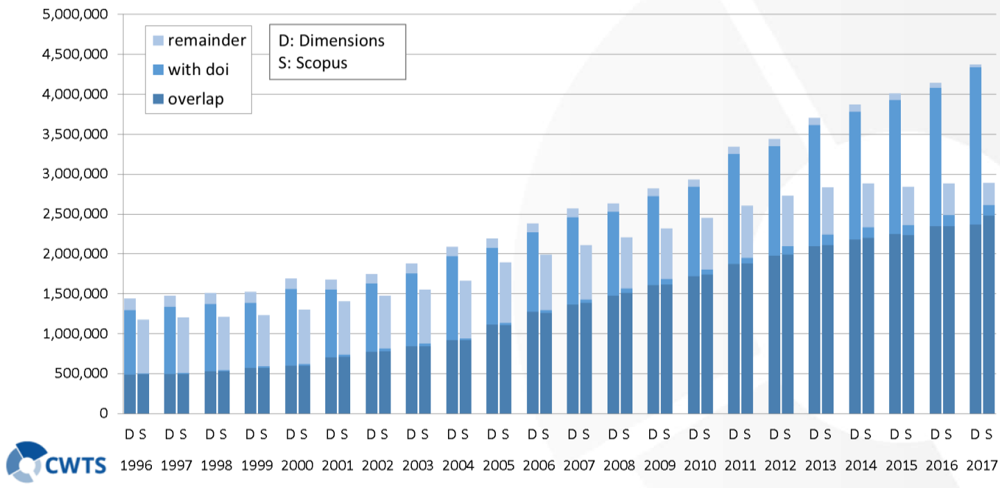 5,000,000
4,500,000
4,000,000
3,500,000
3,000,000
2,500,000
2,000,000
1,500,000
1,000,000
500,000
0
remainder
with doi
overlap
D: Dimensions
S: Scopus
D S D S D S D S D S D S D S D S D S D S D S D S D S D S D S D S D S D S D S D S D S D S
1996 1997 1998 1999 2000 2001 2002 2003 2004 2005 2006 2007 2008 2009 2010 2011 2012 2013 2014 2015 2016 2017
CWTS